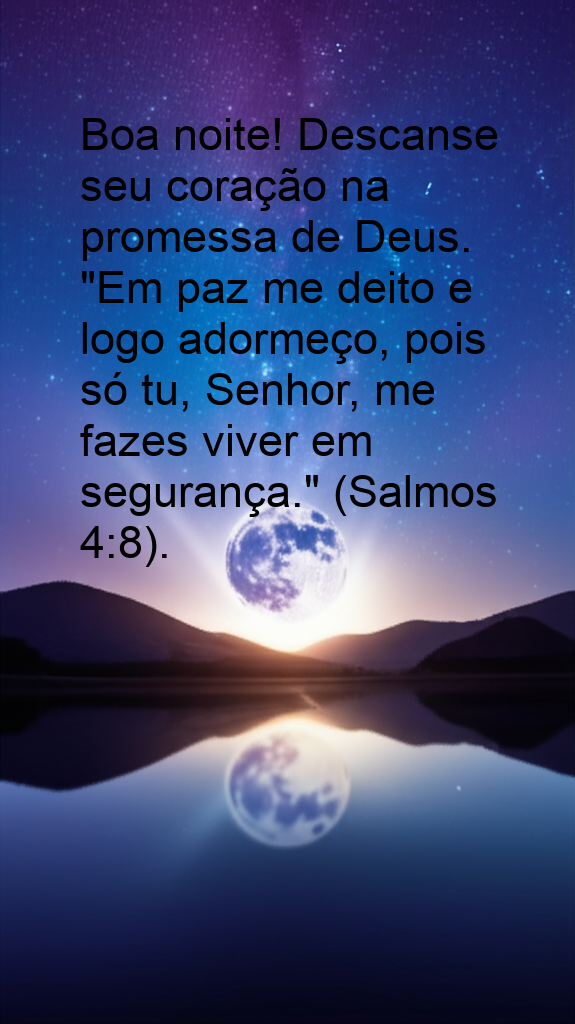 Boa noite! Descanse
seu coração na
promessa de Deus.
"Em paz me deito e
logo adormeço, pois
só tu, Senhor, me
fazes viver em
segurança." (Salmos
4:8).